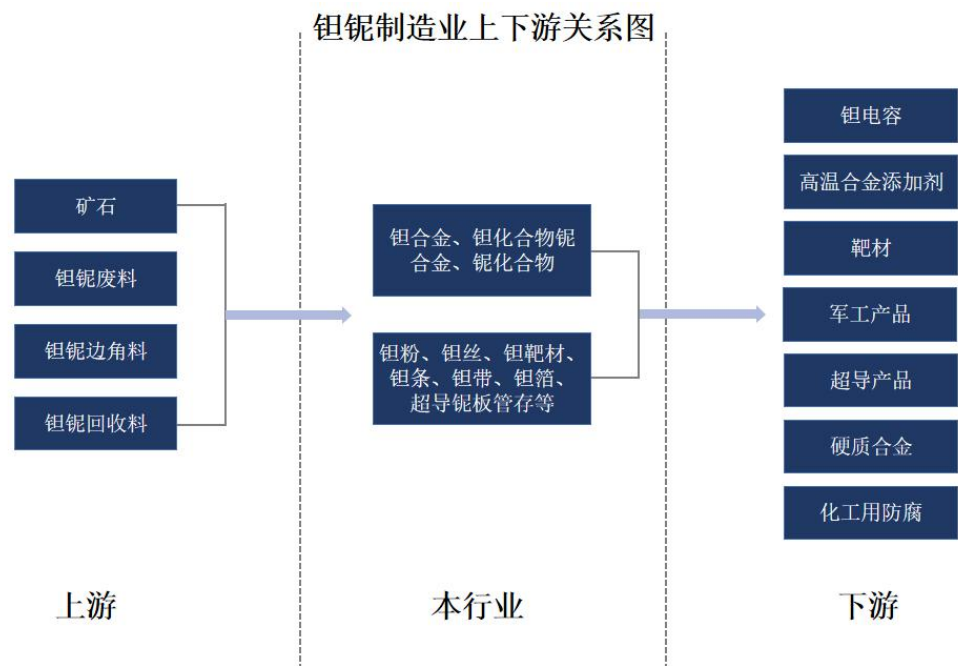 钽铌制造业上下游关系图
矿石
钽铌废料
钽铌边角料
钽铌回收料
上游
钽合金、钽化合物铌
合金、铌化合物
钽粉、钽丝、钽靶材、
钽条、钽带、钽箔、
超导铌板管存等
本行业
钽电容
高温合金添加剂
靶材
军工产品
超导产品
硬质合金
化工用防腐
下游